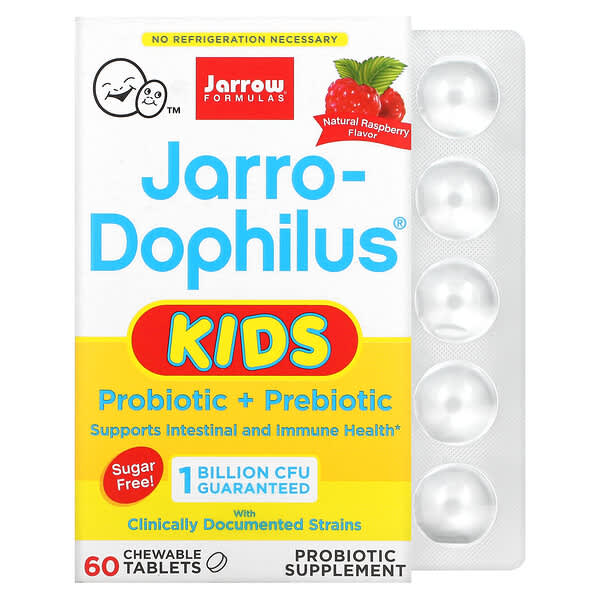 NO REFRIGERATION NECESSARY
TM
Jarrow
FORMULAS®
Natural Raspberry
Flavor
Jarro-
Dophilus®
KIDS
Probiotic + Prebiotic
Supports Intestinal and Immune Health*
Sugar
Free!
1 BILLION CFU
GUARANTEED
With
Clinically Documented Strains
60 CHEWABLE
TABLETS
PROBIOTIC
SUPPLEMENT